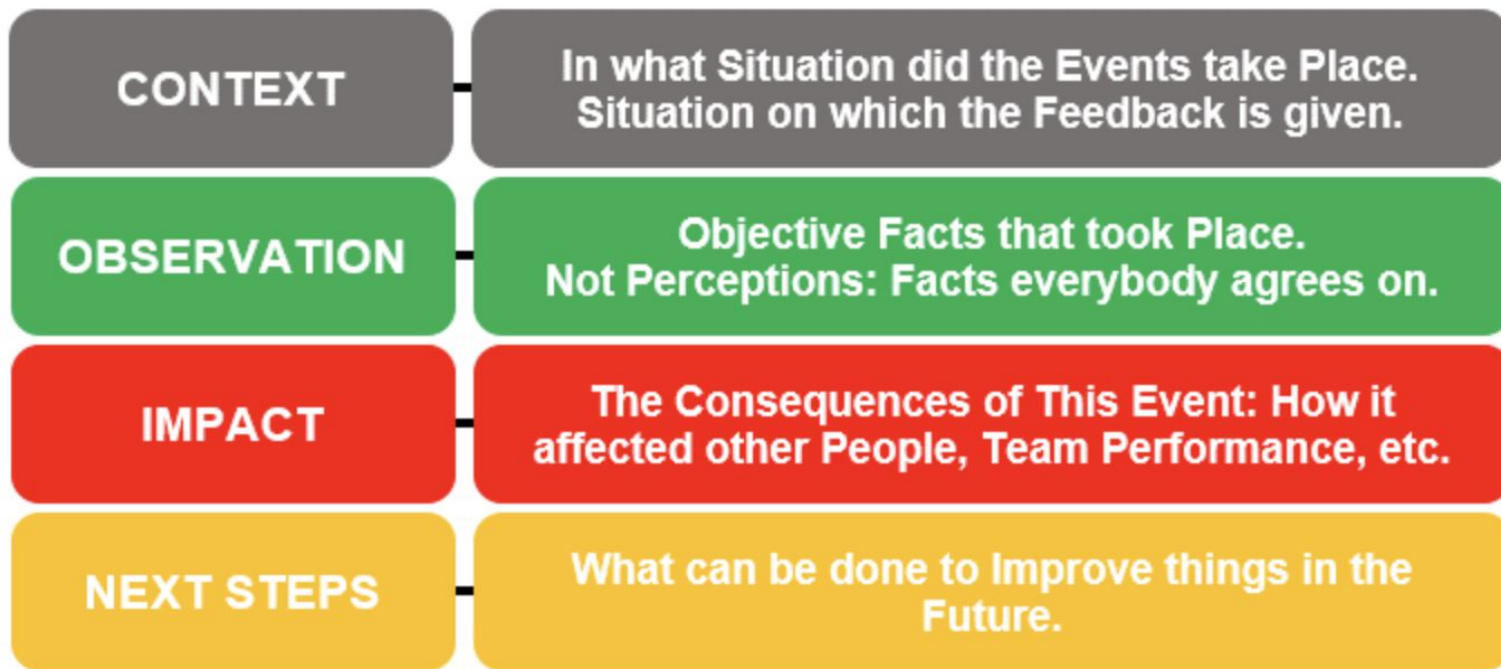 CONTEXT
In what Situation did the Events take Place.
Situation on which the Feedback is given.
OBSERVATION
Objective Facts that took Place.
Not Perceptions: Facts everybody agrees on.
IMPACT
The Consequences of This Event: How it
affected other People, Team Performance, etc.
NEXT STEPS
What can be done to Improve things in the
Future.